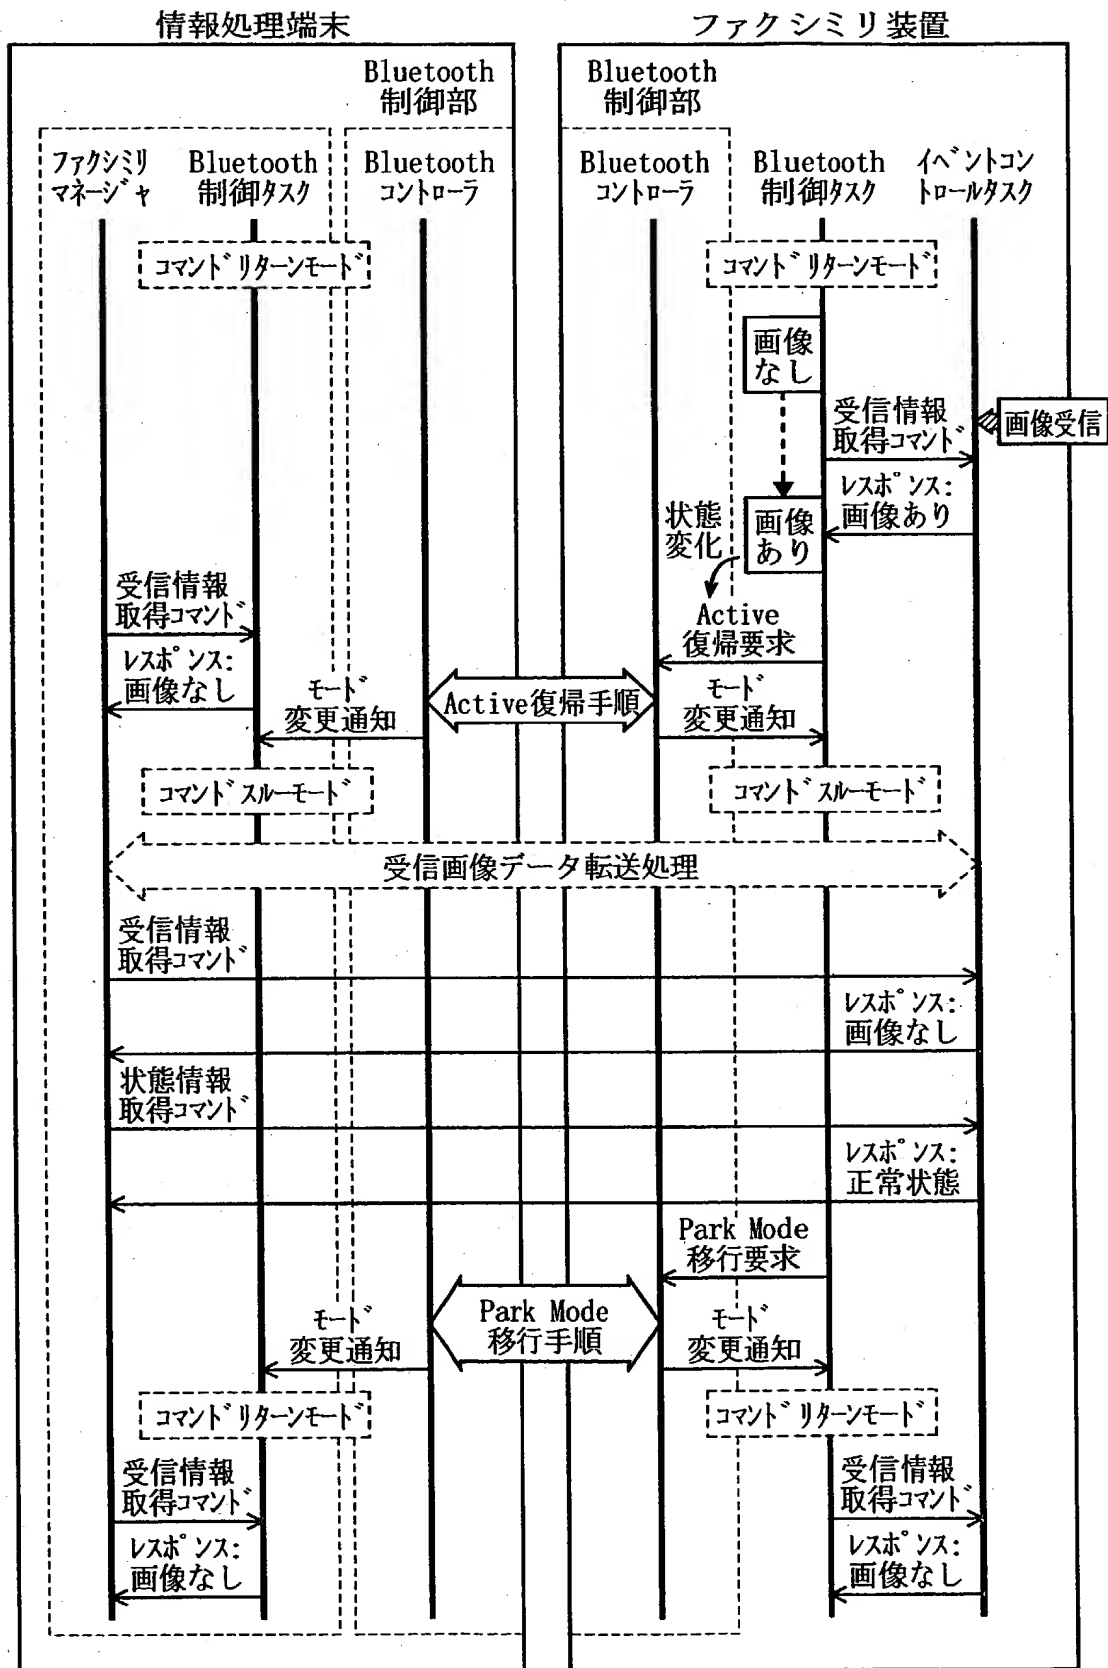 情報処理端末
ファクシミリ装置
Bluetooth
制御部
Bluetooth
制御部
ファクシミリ
マネージャ
Bluetooth
制御タスク
Bluetooth
コントローラ
Bluetooth
コントローラ
Bluetooth
制御タスク
イベントコン
トロールタスク
コマンドリターンモード
コマンドリターンモード
画像
なし
画像受信
受信情報
取得コマンド
レスポンス:
画像あり
状態
変化
画像
あり
受信情報
取得コマンド
Active
復帰要求
レスポンス:
画像なし
モード
変更通知
Active復帰手順
モード
変更通知
コマンドスルーモード
コマンドスルーモード
受信画像データ転送処理
受信情報
取得コマンド
レスポンス:
画像なし
状態情報
取得コマンド
レスポンス:
正常状態
Park Mode
移行要求
Park Mode
移行手順
モード
変更通知
モード
変更通知
コマンドリターンモード
コマンドリターンモード
受信情報
取得コマンド
受信情報
取得コマンド
レスポンス:
画像なし
レスポンス:
画像なし